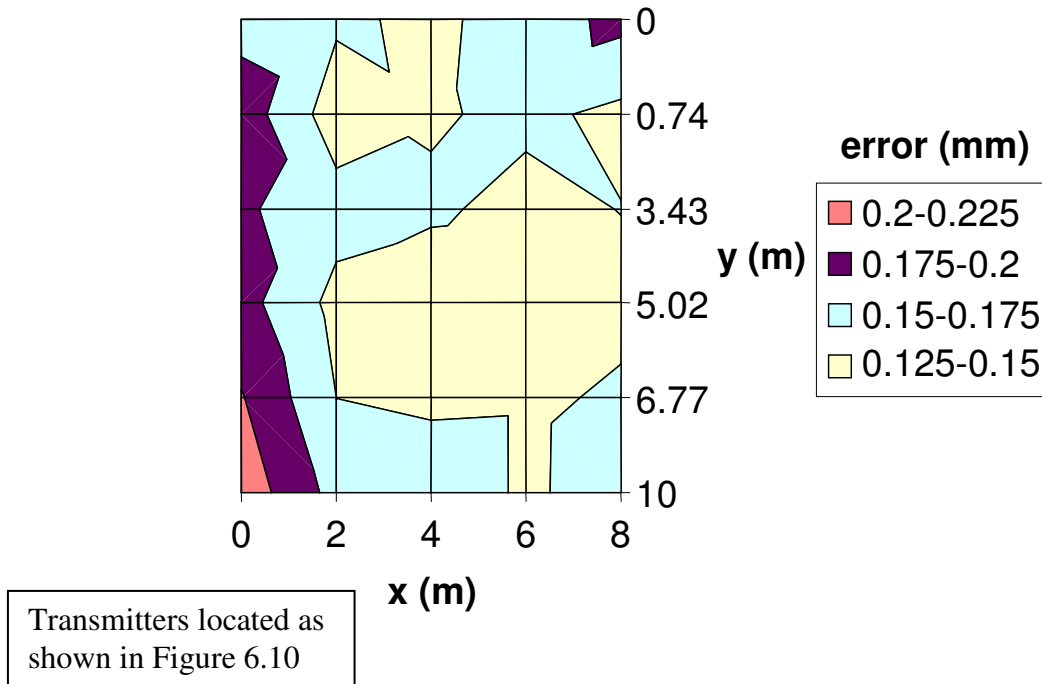 0
0.74
3.43
5.02
6.77
10
y (m)
0 2 4 6 8
x (m)
error (mm)
0.2-0.225
0.175-0.2
0.15-0.175
0.125-0.15
Transmitters located as
shown in Figure 6.10